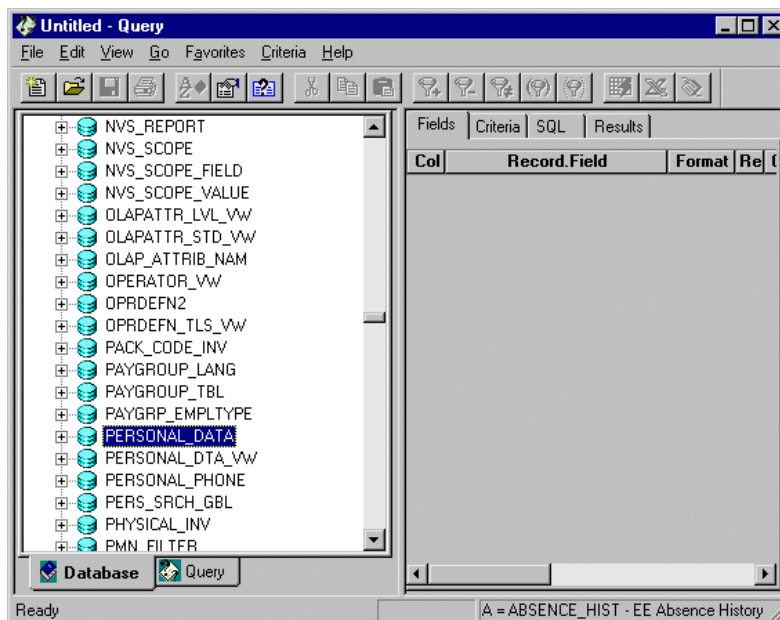 Untitled - Query
File Edit View Go Favorites Criteria Help
NVS_REPORT
NVS_SCOPE
NVS_SCOPE_FIELD
NVS_SCOPE_VALUE
OLAPATTR_LVL_VW
OLAPATTR_STD_VW
OLAP_ATTRIB_NAM
OPERATOR_VW
OPRDEFN2
OPRDEFN_TLS_VW
PACK_CODE_INV
PAYGROUP_LANG
PAYGROUP_TBL
PAYGRP_EMPLTYPE
PERSONAL_DATA
PERSONAL_DTA_VW
PERSONAL_PHONE
PERS_SRCH_GBL
PHYSICAL_INV
PMN_FILTER
Database Query
Fields Criteria SQL Results
Col Record.Field Format Re
Ready A = ABSENCE_HIST - EE Absence History